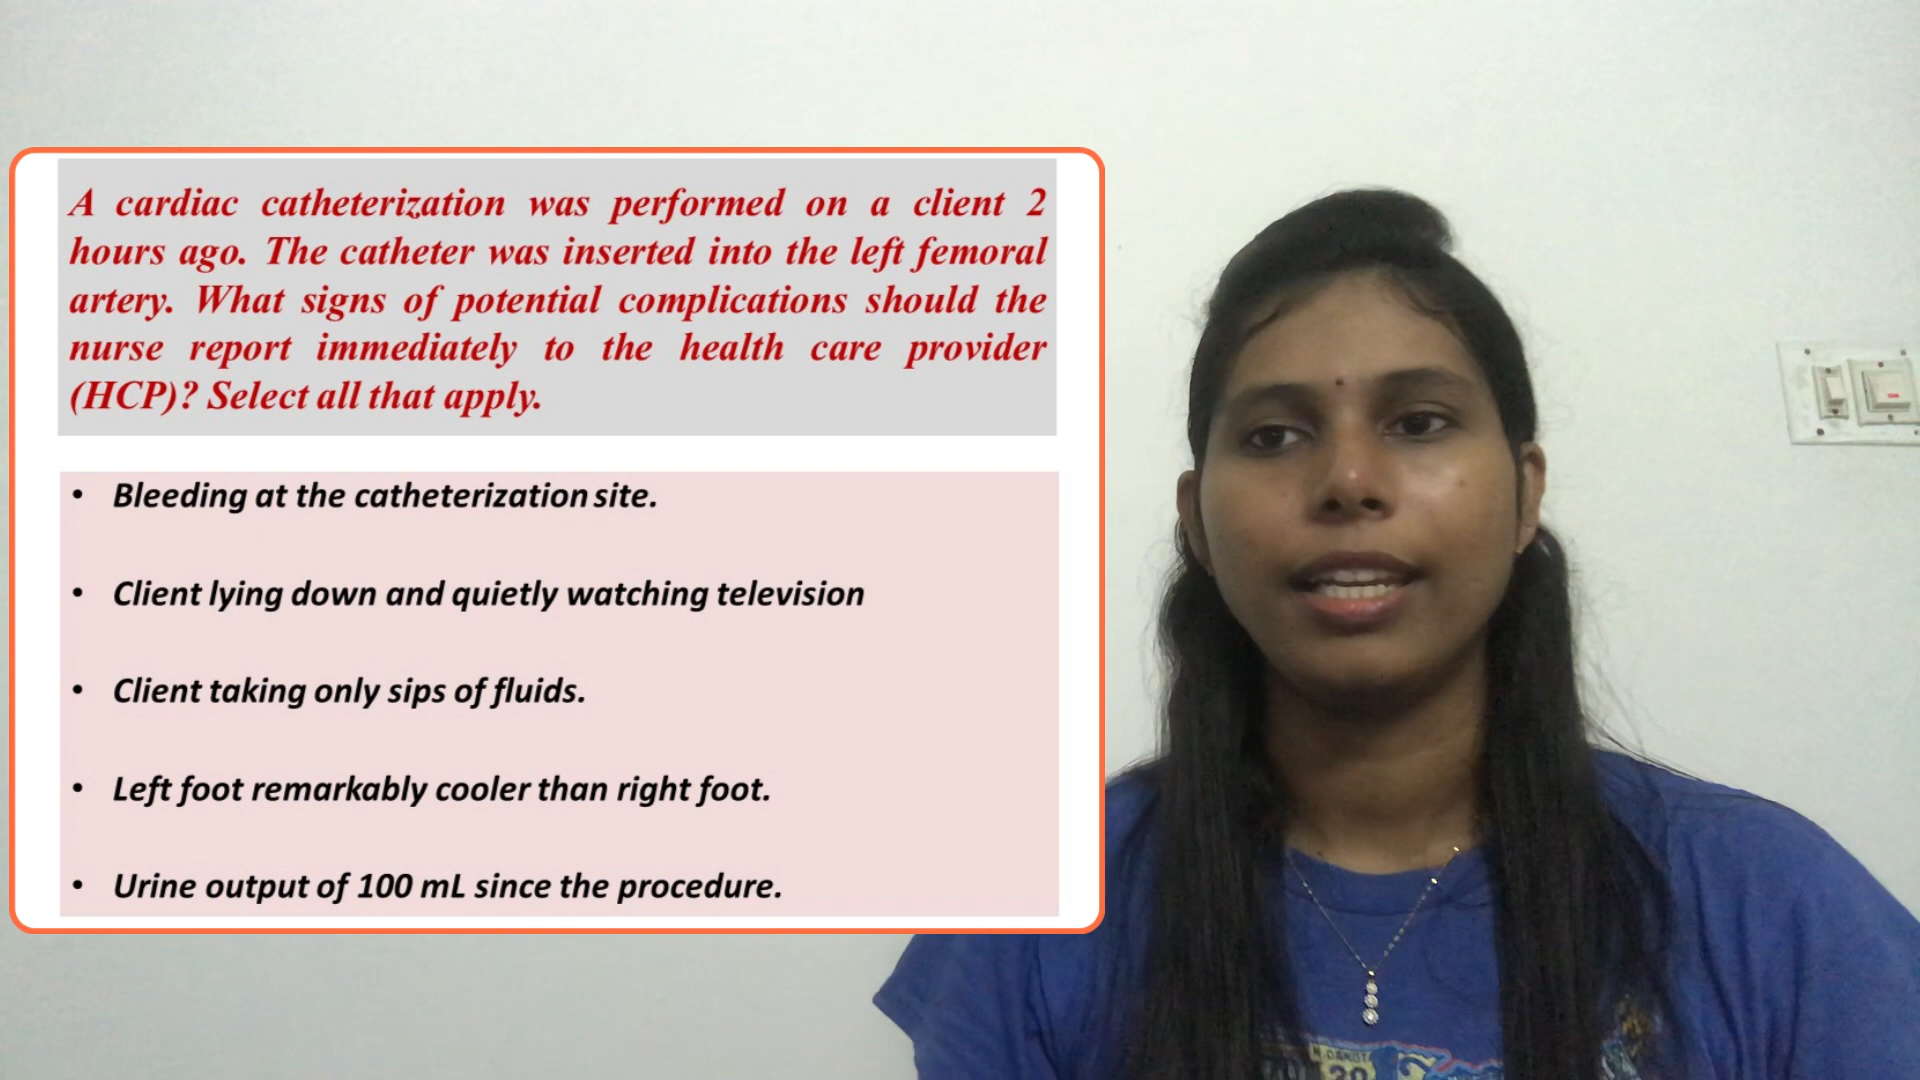 A cardiac catheterization was performed on a client 2
hours ago. The catheter was inserted into the left femoral
artery. What signs of potential complications should the
nurse report immediately to the health care provider
(HCP)? Select all that apply.
• Bleeding at the catheterization site.
• Client lying down and quietly watching television
• Client taking only sips of fluids.
• Left foot remarkably cooler than right foot.
• Urine output of 100 mL since the procedure.